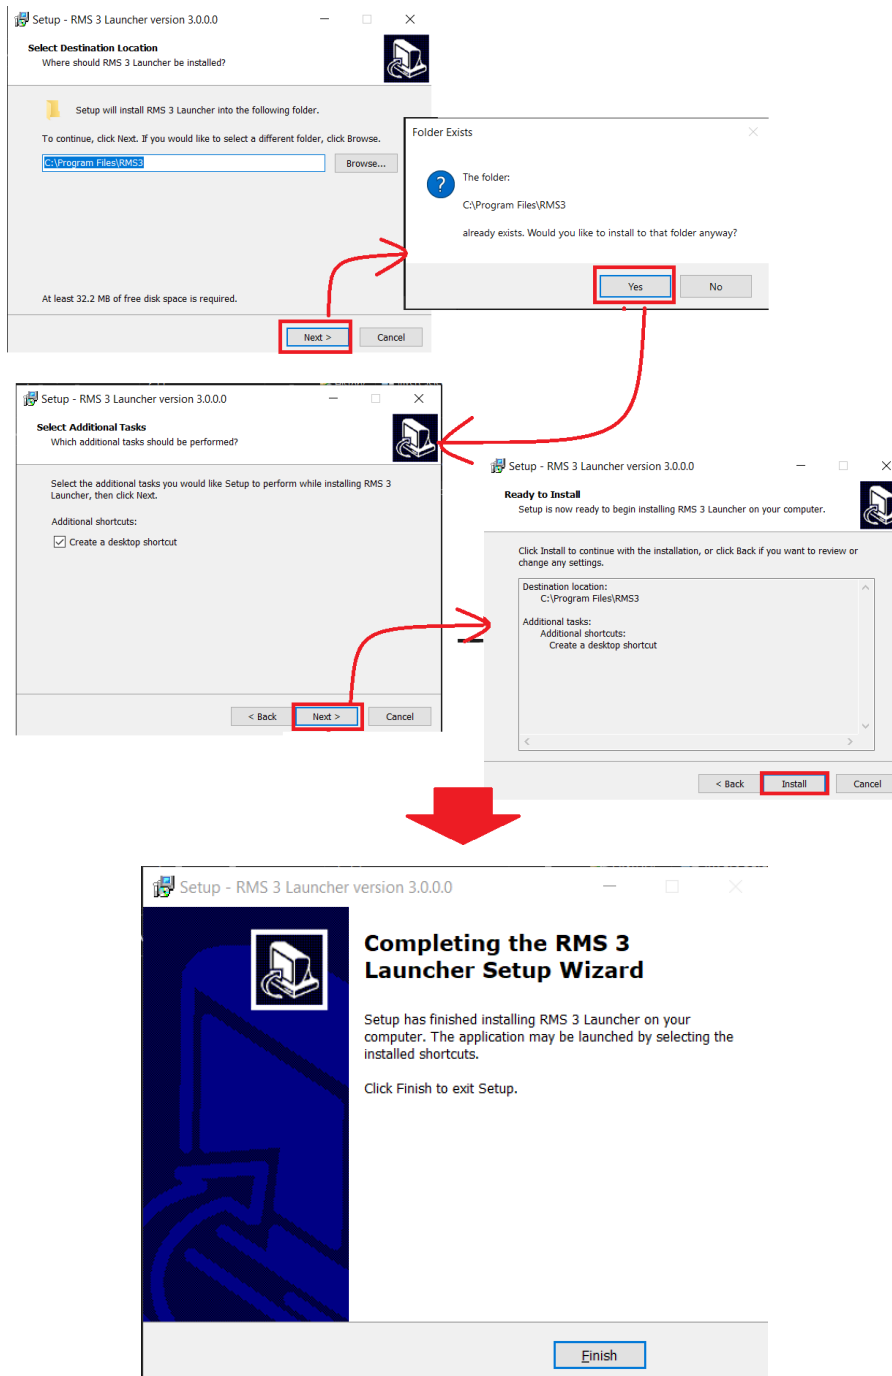 Setup - RMS 3 Launcher version 3.0.0.0
Select Destination Location
Where should RMS 3 Launcher be installed?
Setup will install RMS 3 Launcher into the following folder.
To continue, click Next. If you would like to select a different folder, click Browse.
C:\Program Files\RMS3
Browse...
At least 32.2 MB of free disk space is required.
Next >
Cancel
Folder Exists
The folder:
C:\Program Files\RMS3
already exists. Would you like to install to that folder anyway?
Yes
No
Setup - RMS 3 Launcher version 3.0.0.0
Select Additional Tasks
Which additional tasks should be performed?
Select the additional tasks you would like Setup to perform while installing RMS 3
Launcher, then click Next.
Additional shortcuts:
Create a desktop shortcut
< Back
Next >
Cancel
Setup - RMS 3 Launcher version 3.0.0.0
Ready to Install
Setup is now ready to begin installing RMS 3 Launcher on your computer.
Click Install to continue with the installation, or click Back if you want to review or
change any settings.
Destination location:
C:\Program Files\RMS3
Additional tasks:
Additional shortcuts:
Create a desktop shortcut
< Back
Install
Cancel
Setup - RMS 3 Launcher version 3.0.0.0
Completing the RMS 3
Launcher Setup Wizard
Setup has finished installing RMS 3 Launcher on your
computer. The application may be launched by selecting the
installed shortcuts.
Click Finish to exit Setup.
Finish